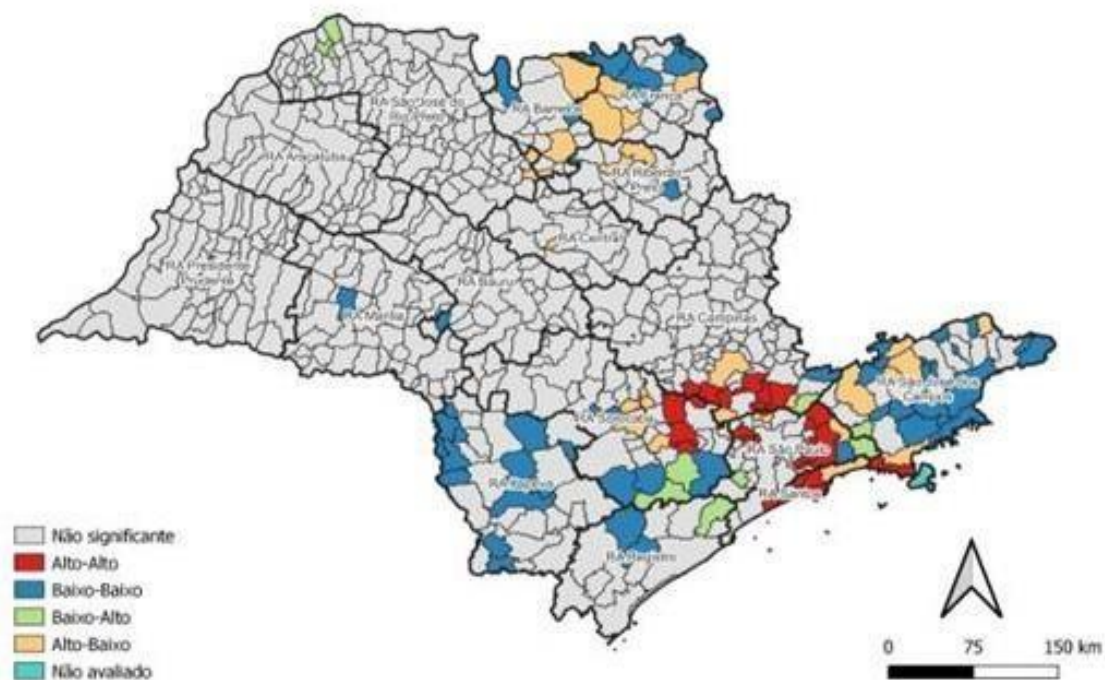 RA São José do
Rio Preto
RA Barretos
RA Franca
RA Araçatuba
RA Ribeirão
Preto
RA Central
RA Presidente
Prudente
RA Bauru
RA Marília
RA Campinas
RA São José dos
Campos
RA Sorocaba
RA São Paulo
RA Itapeva
RA Santos
RA Registro
Não significante
Alto-Alto
Baixo-Baixo
Baixo-Alto
Alto-Baixo
Não avaliado
0 75 150 km